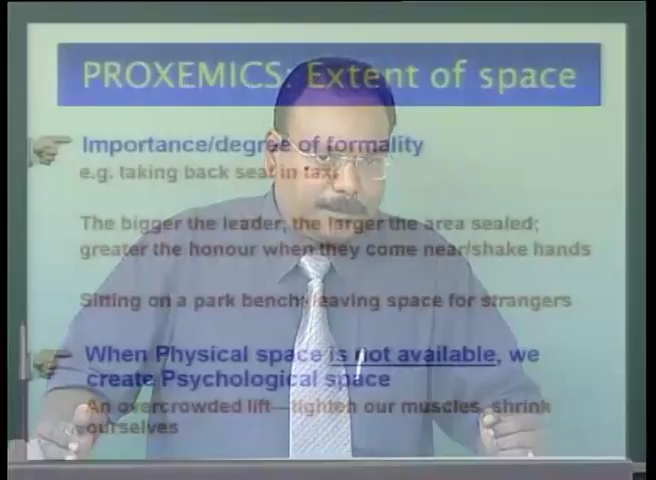 PROXEMICS: Extent of space
Importance/degree of formality
e.g. taking back seat in taxi
The bigger the leader, the larger the area sealed;
greater the honour when they come near/shake hands
Sitting on a park bench-leaving space for strangers
When Physical space is not available, we
create Psychological space
An overcrowded lift—tighten our muscles, shrink
ourselves